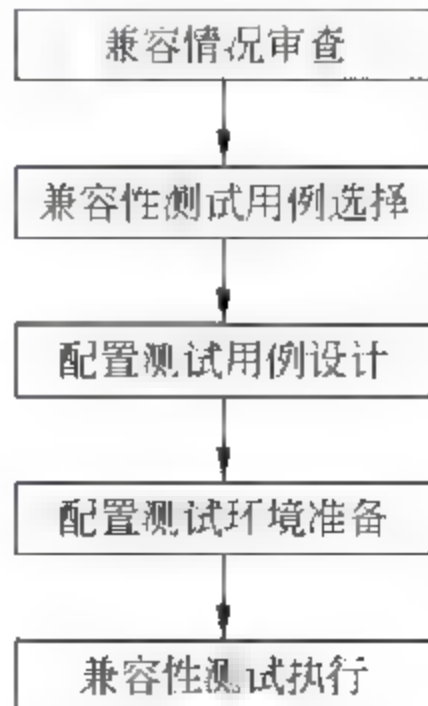 兼容情况审查
兼容性测试用例选择
配置测试用例设计
配置测试环境准备
兼容性测试执行